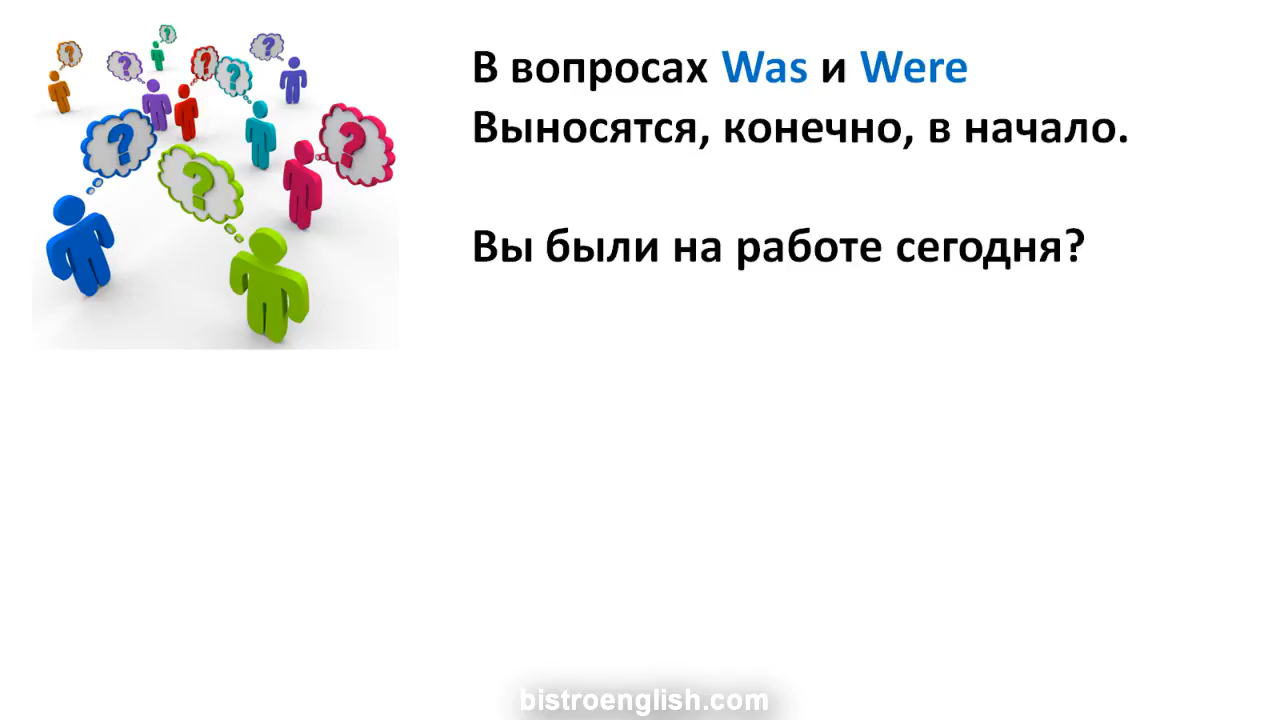 В вопросах Was и Were
Выносятся, конечно, в начало.
Вы были на работе сегодня?
bistroenglish.com